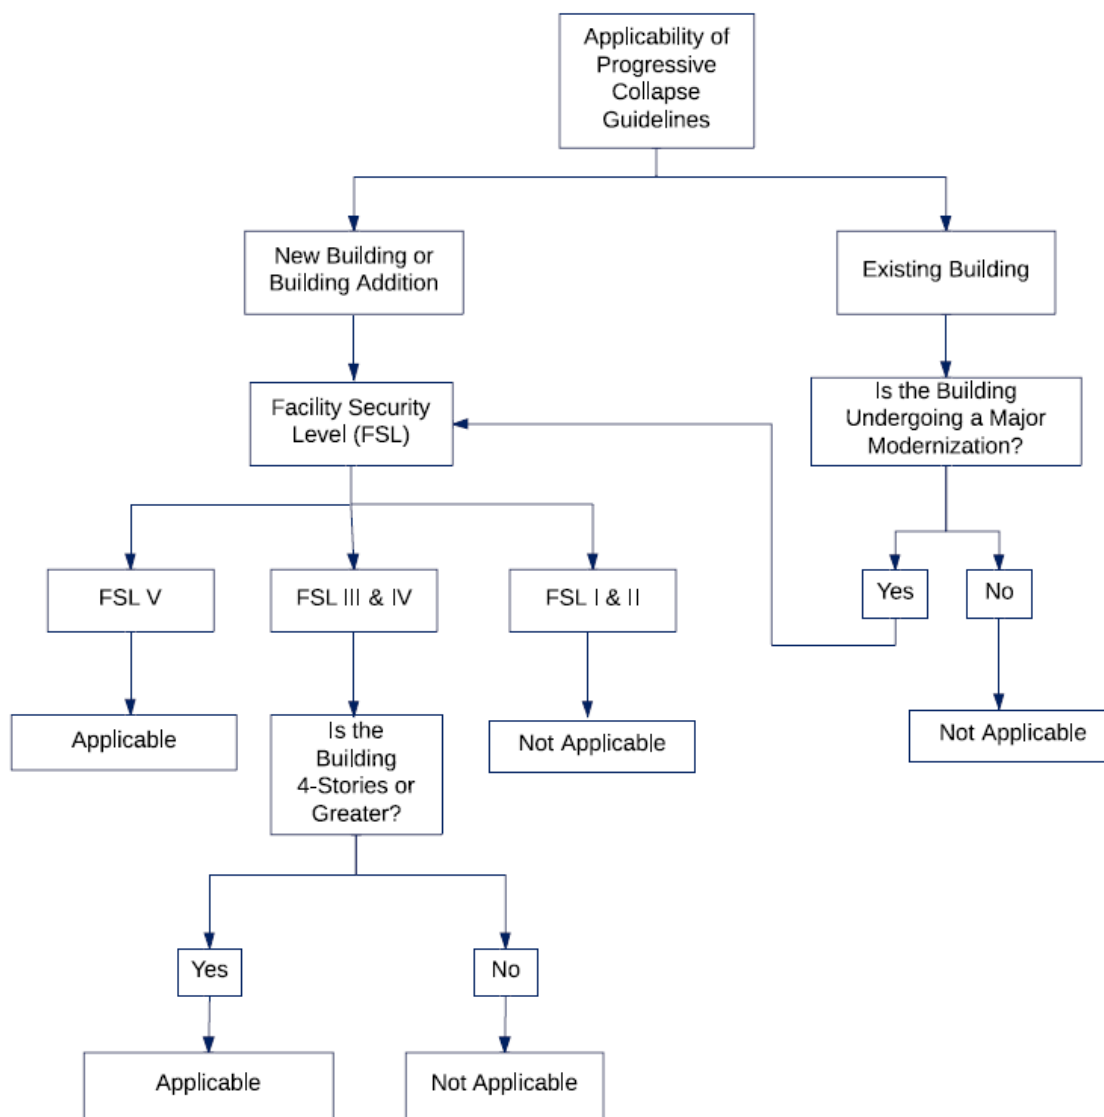 Applicability of
Progressive
Collapse
Guidelines
New Building or
Building Addition
Existing Building
Facility Security
Level (FSL)
Is the Building
Undergoing a Major
Modernization?
Yes
No
FSL V
FSL III & IV
FSL I & II
Applicable
Is the
Building
4-Stories or
Greater?
Not Applicable
Not Applicable
Yes
No
Applicable
Not Applicable